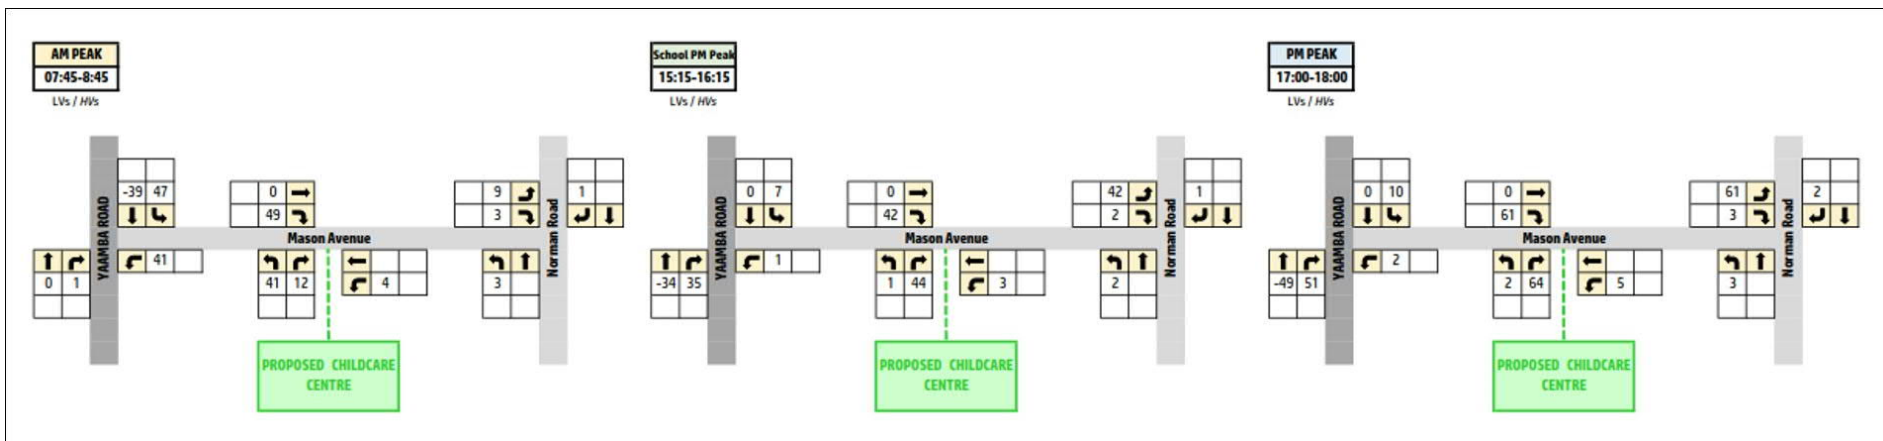 AM PEAK
07:45-8:45
LVs / HVs
YAAMBA ROAD
-39 47
0
49
9
3
1
Mason Avenue
Norman Road
41
0 1
41 12
4
3
PROPOSED CHILDCARE
CENTRE
School PM Peak
15:15-16:15
LVs / HVs
YAAMBA ROAD
0 7
0
42
42
2
1
Mason Avenue
Norman Road
1
-34 35
1 44
3
2
PROPOSED CHILDCARE
CENTRE
PM PEAK
17:00-18:00
LVs / HVs
YAAMBA ROAD
0 10
0
61
61
3
2
Mason Avenue
Norman Road
2
-49 51
2 64
5
3
PROPOSED CHILDCARE
CENTRE